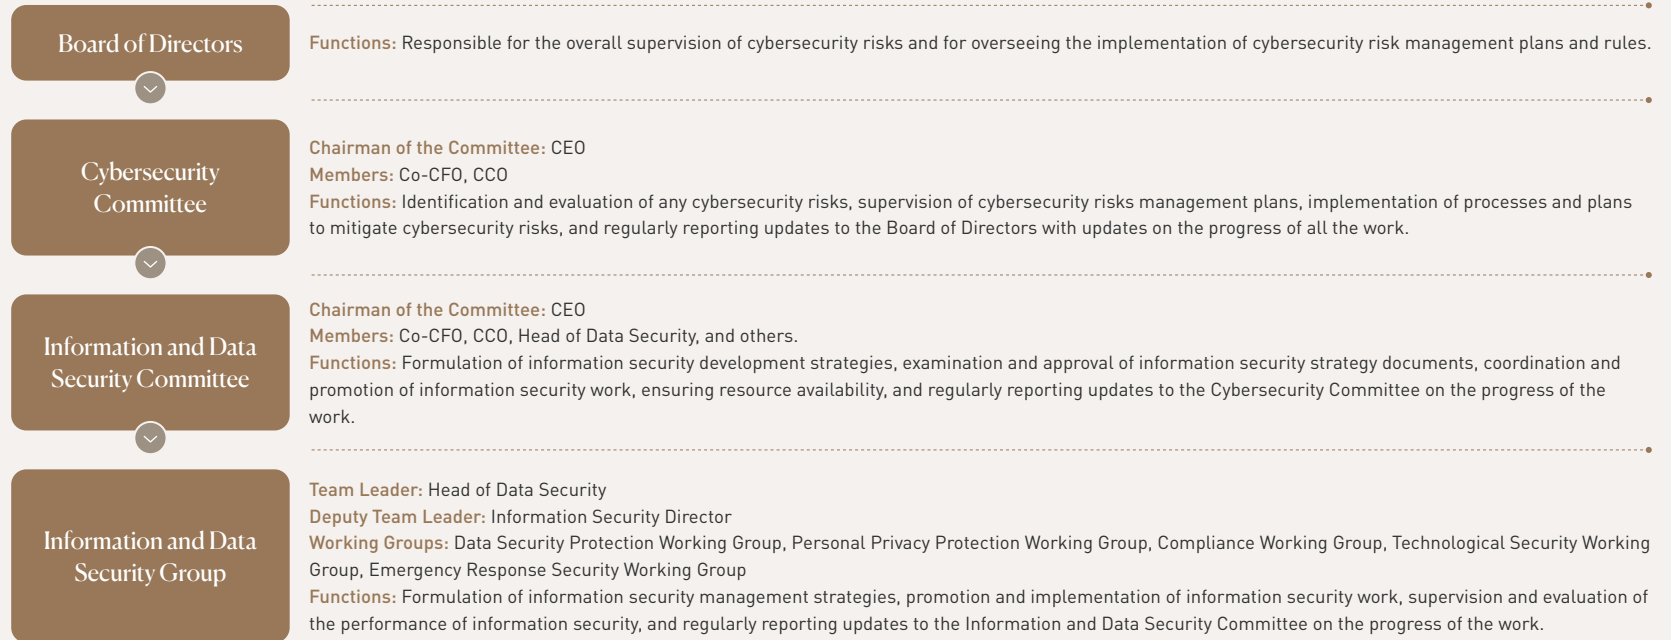 Board of Directors
Functions: Responsible for the overall supervision of cybersecurity risks and for overseeing the implementation of cybersecurity risk management plans and rules.
Cybersecurity
Committee
Chairman of the Committee: CEO
Members: Co-CFO, CCO
Functions: Identification and evaluation of any cybersecurity risks, supervision of cybersecurity risks management plans, implementation of processes and plans
to mitigate cybersecurity risks, and regularly reporting updates to the Board of Directors with updates on the progress of all the work.
Information and Data
Security Committee
Chairman of the Committee: CEO
Members: Co-CFO, CCO, Head of Data Security, and others.
Functions: Formulation of information security development strategies, examination and approval of information security strategy documents, coordination and
promotion of information security work, ensuring resource availability, and regularly reporting updates to the Cybersecurity Committee on the progress of the
work.
Information and Data
Security Group
Team Leader: Head of Data Security
Deputy Team Leader: Information Security Director
Working Groups: Data Security Protection Working Group, Personal Privacy Protection Working Group, Compliance Working Group, Technological Security Working
Group, Emergency Response Security Working Group
Functions: Formulation of information security management strategies, promotion and implementation of information security work, supervision and evaluation of
the performance of information security, and regularly reporting updates to the Information and Data Security Committee on the progress of the work.